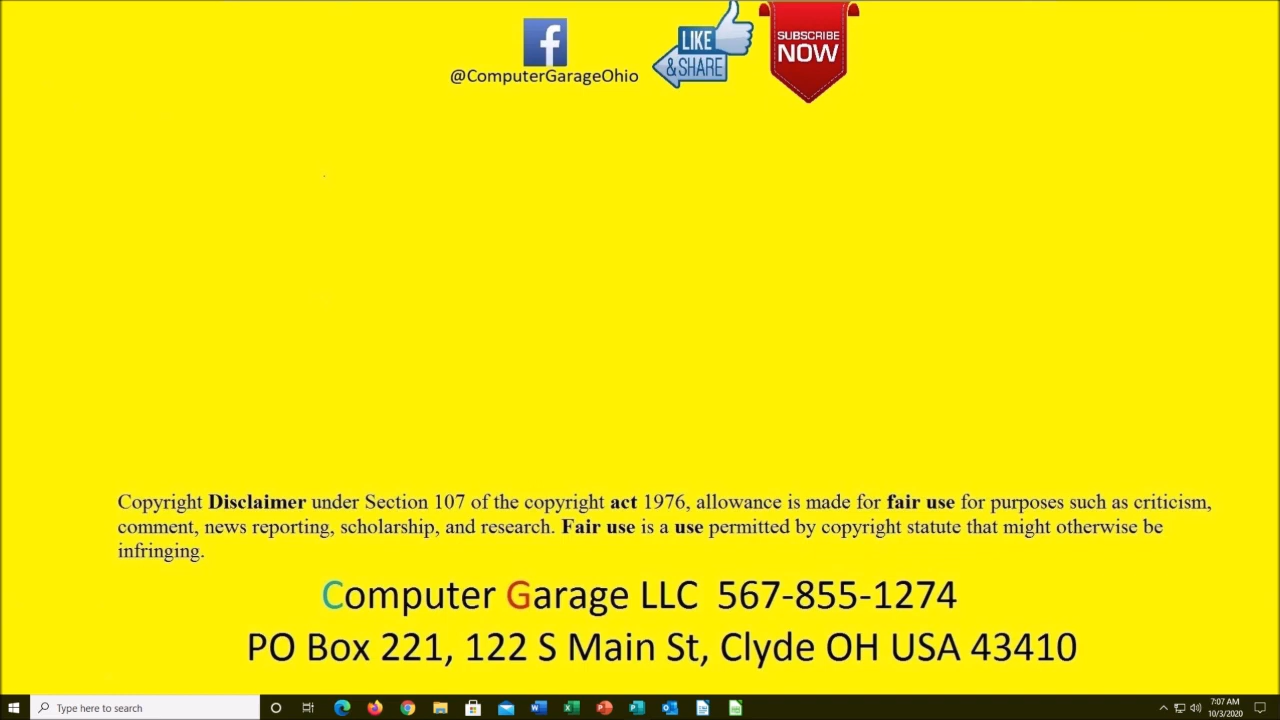 @ComputerGarageOhio
LIKE
& SHARE
SUBSCRIBE
NOW
Copyright Disclaimer under Section 107 of the copyright act 1976, allowance is made for fair use for purposes such as criticism,
comment, news reporting, scholarship, and research. Fair use is a use permitted by copyright statute that might otherwise be
infringing.
Computer Garage LLC 567-855-1274
PO Box 221, 122 S Main St, Clyde OH USA 43410
Type here to search
7:07 AM
10/3/2020